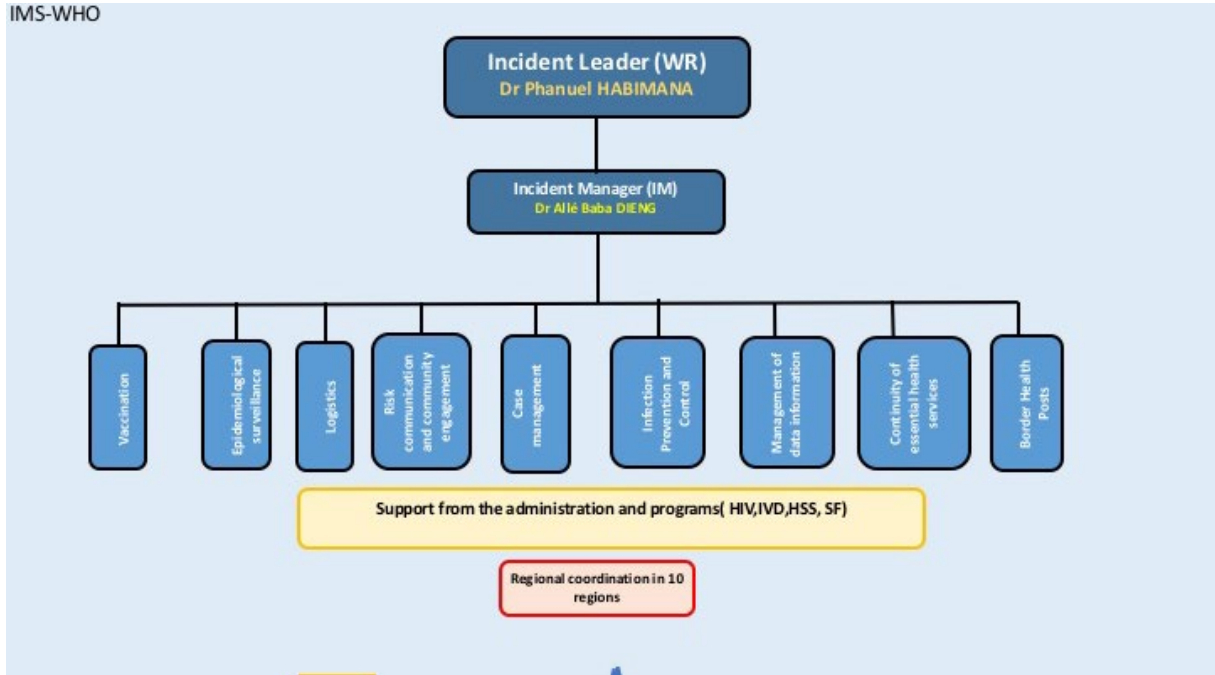 IMS-WHO
Incident Leader (WR)
Dr Phanuel HABIMANA
Incident Manager (IM)
Dr Allé Baba DIENG
Vaccination
Epidemiological
surveillance
Logistics
Risk
communication
and community
engagement
Case
management
Infection
Prevention and
Control
Management of
data information
Continuity of
essential health
services
Border Health
Posts
Support from the administration and programs( HIV,IVD,HSS, SF)
Regional coordination in 10
regions